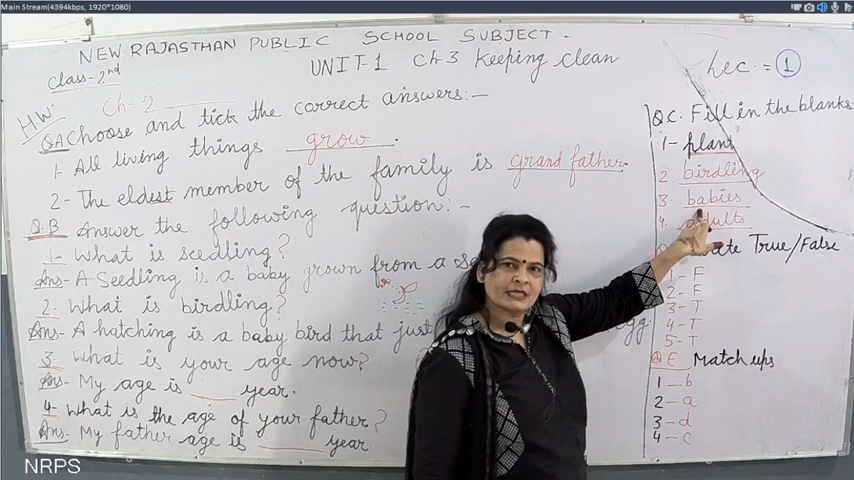 Main Stream(4394kbps, 1920*1080)
NEW RAJASTHAN PUBLIC SCHOOL SUBJECT -
Class-2nd
UNIT-1 Ch-3 Keeping clean
Lec. = 1
H.W.
Ch-2
Q.A Choose and tick the correct answers:-
1- All living things grow.
2- The eldest member of the family is grand father.
Q.B Answer the following question:-
1- What is seedling?
Ans- A Seedling is a baby grown from a
2. What is birdling?
Ans- A hatching is a baby bird that just egg.
3. What is your age now?
Ans- My age is ____ year.
4- What is the age of your father?
Ans- My father age is ____ year
QC. Fill in the blanks:
1- plant
2 birdling
3. babies
4. adults
True/False
1- F
2- F
3- T
4- T
5- T
Q E Match ups
1 - b
2 - a
3 - d
4 - c
NRPS